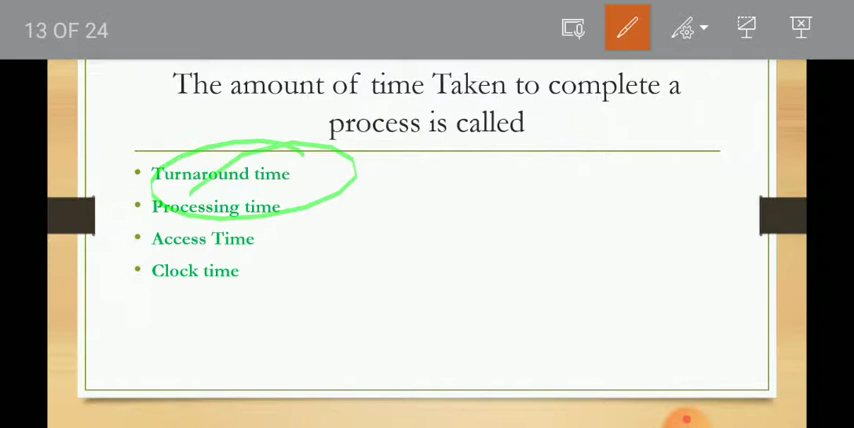 13 OF 24
The amount of time Taken to complete a
process is called
• Turnaround time
• Processing time
• Access Time
• Clock time